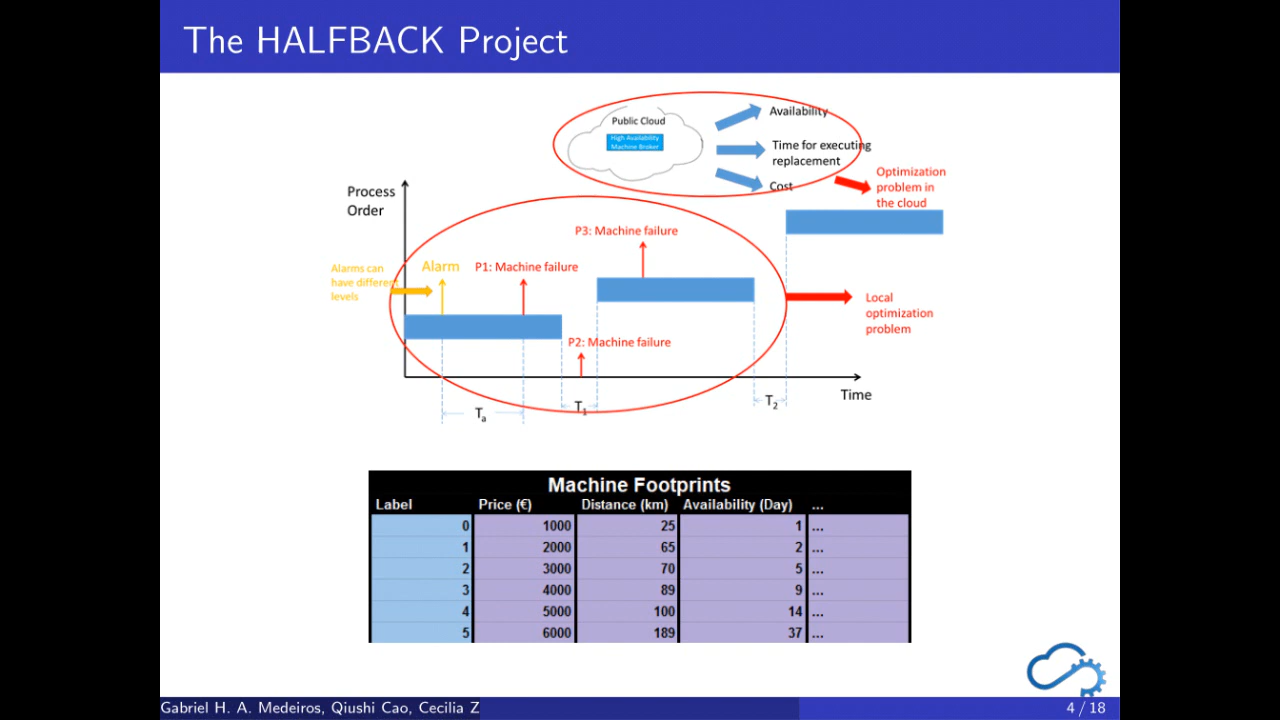 The HALFBACK Project
Public Cloud
High Availability
Machine Broker
Availability
Time for executing
replacement
Cost
Optimization
problem in
the cloud
Process
Order
P3: Machine failure
Alarms can
have different
levels
Alarm
P1: Machine failure
Local
optimization
problem
P2: Machine failure
Time
Ta
T1
T2
Machine Footprints
Label Price (€) Distance (km) Availability (Day) ...
0 1000 25 1 ...
1 2000 65 2 ...
2 3000 70 5 ...
3 4000 89 9 ...
4 5000 100 14 ...
5 6000 189 37 ...
Gabriel H. A. Medeiros, Qiushi Cao, Cecilia Z
4 / 18